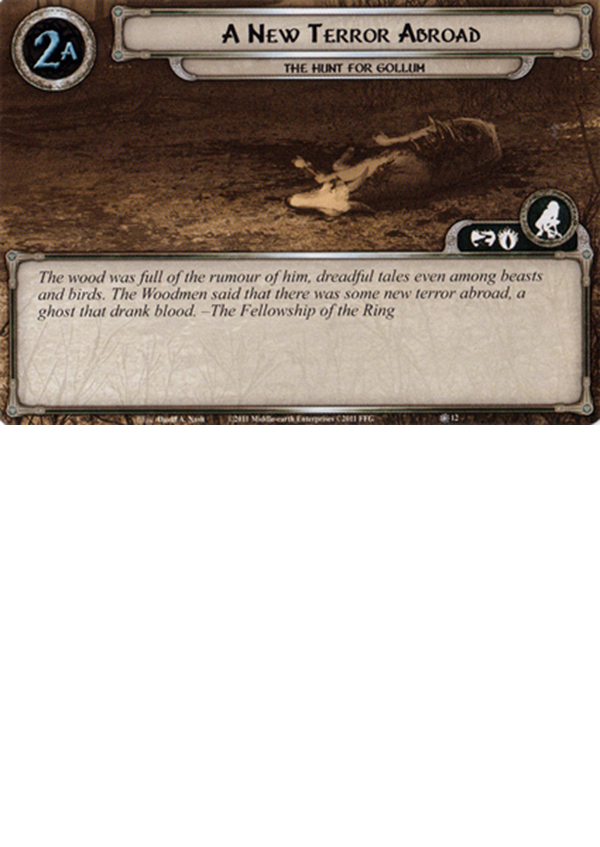 2A
A New Terror Abroad
The Hunt for Gollum
The wood was full of the rumour of him, dreadful tales even among beasts
and birds. The Woodmen said that there was some new terror abroad, a
ghost that drank blood. –The Fellowship of the Ring
A. Nash ©2011 Middle-earth Enterprises ©2011 FFG 12